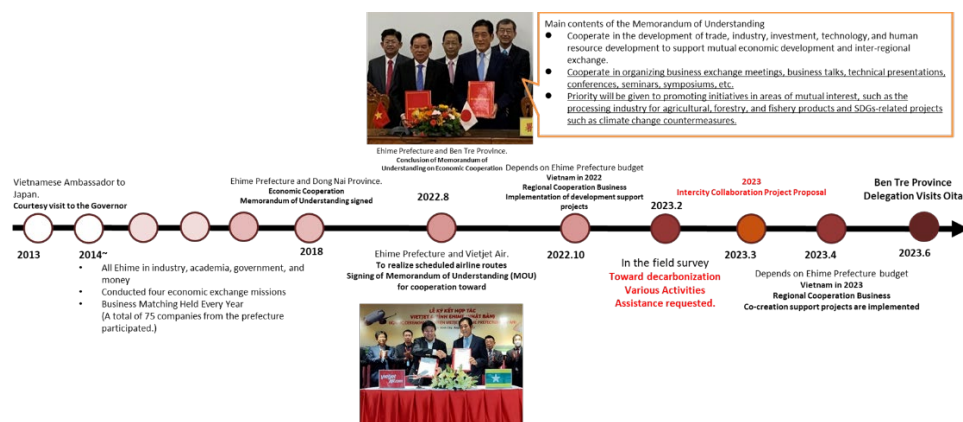 Main contents of the Memorandum of Understanding
● Cooperate in the development of trade, industry, investment, technology, and human
resource development to support mutual economic development and inter-regional
exchange.
● Cooperate in organizing business exchange meetings, business talks, technical presentations,
conferences, seminars, symposiums, etc.
● Priority will be given to promoting initiatives in areas of mutual interest, such as the
processing industry for agricultural, forestry, and fishery products and SDGs-related projects
such as climate change countermeasures.
Ehime Prefecture and Ben Tre Province.
Conclusion of Memorandum of
Understanding on Economic Cooperation
Vietnamese Ambassador to
Japan.
Courtesy visit to the Governor
Ehime Prefecture and Dong Nai Province.
Economic Cooperation
Memorandum of Understanding signed
2022.8
Depends on Ehime Prefecture budget
Vietnam in 2022
Regional Cooperation Business
Implementation of development support
projects
2023.2
2023
Intercity Collaboration Project Proposal
Ben Tre Province
Delegation Visits Oita
2013
2014~
2018
2022.10
2023.3
2023.4
2023.6
• All Ehime in industry, academia, government, and
money
• Conducted four economic exchange missions
• Business Matching Held Every Year
(A total of 75 companies from the prefecture
participated.)
Ehime Prefecture and Vietjet Air.
To realize scheduled airline routes
Signing of Memorandum of Understanding (MOU)
for cooperation toward
In the field survey
Toward decarbonization
Various Activities
Assistance requested.
Depends on Ehime Prefecture budget
Vietnam in 2023
Regional Cooperation Business
Co-creation support projects are implemented
LỄ KÝ KẾT HỢP TÁC